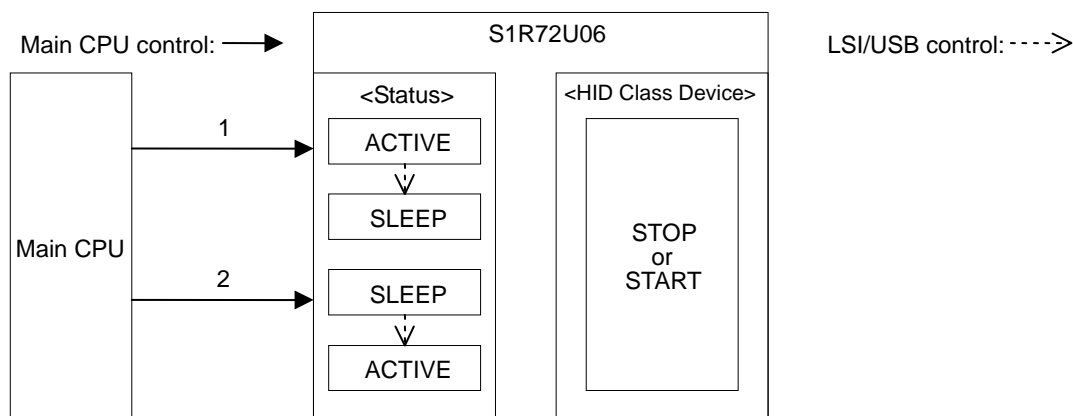 S1R72U06
Main CPU control:
LSI/USB control:
<Status>
<HID Class Device>
1
ACTIVE
SLEEP
Main CPU
STOP
or
START
2
SLEEP
ACTIVE